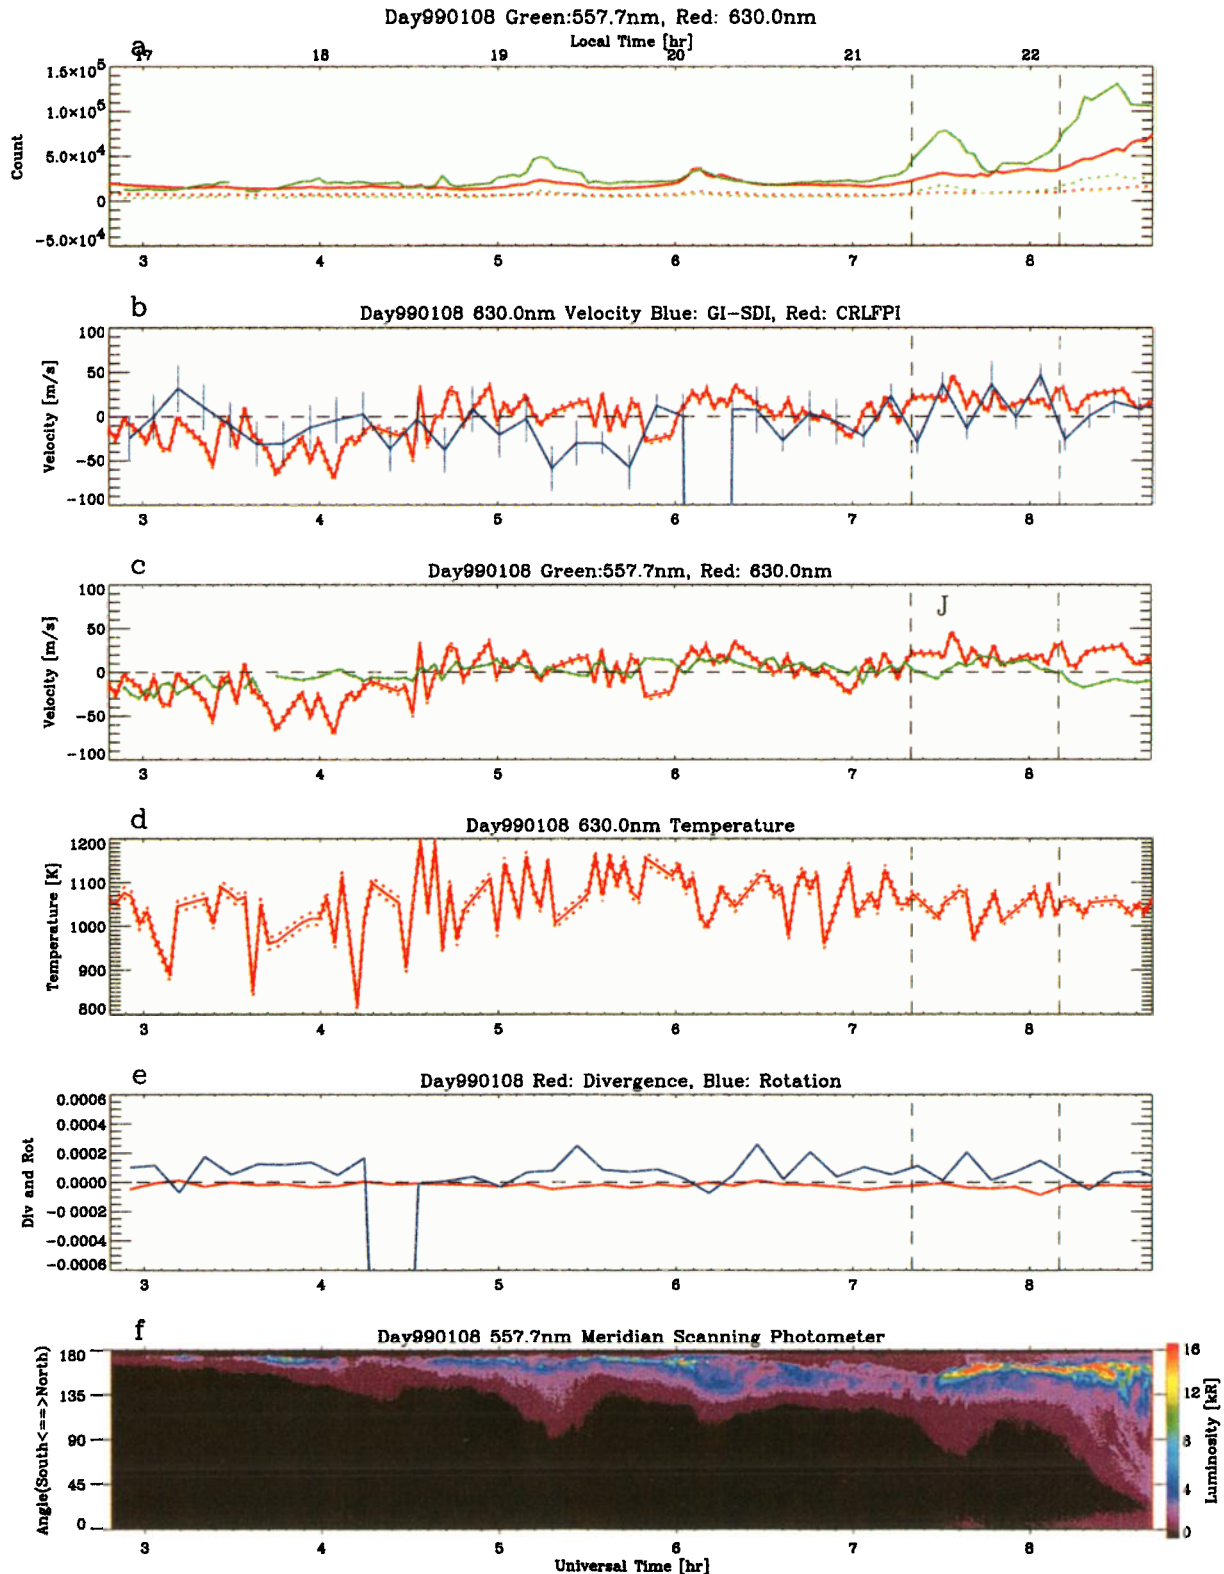 Day990108 Green:557.7nm, Red: 630.0nm
a
Local Time [hr]
17 18 19 20 21 22
1.6×10^5
1.0×10^5
5.0×10^4
0
-5.0×10^4
Count
3 4 5 6 7 8
b
Day990108 630.0nm Velocity Blue: GI-SDI, Red: CRLFPI
100
50
0
-50
-100
Velocity [m/s]
3 4 5 6 7 8
c
Day990108 Green:557.7nm, Red: 630.0nm
J
100
50
0
-50
-100
Velocity [m/s]
3 4 5 6 7 8
d
Day990108 630.0nm Temperature
1200
1100
1000
900
800
Temperature [K]
3 4 5 6 7 8
e
Day990108 Red: Divergence, Blue: Rotation
0.0006
0.0004
0.0002
0.0000
-0.0002
-0.0004
-0.0006
Div and Rot
3 4 5 6 7 8
f
Day990108 557.7nm Meridian Scanning Photometer
180
135
90
45
0
Angle(South<==>North)
16
12
8
4
0
Luminosity [kR]
3 4 5 6 7 8
Universal Time [hr]